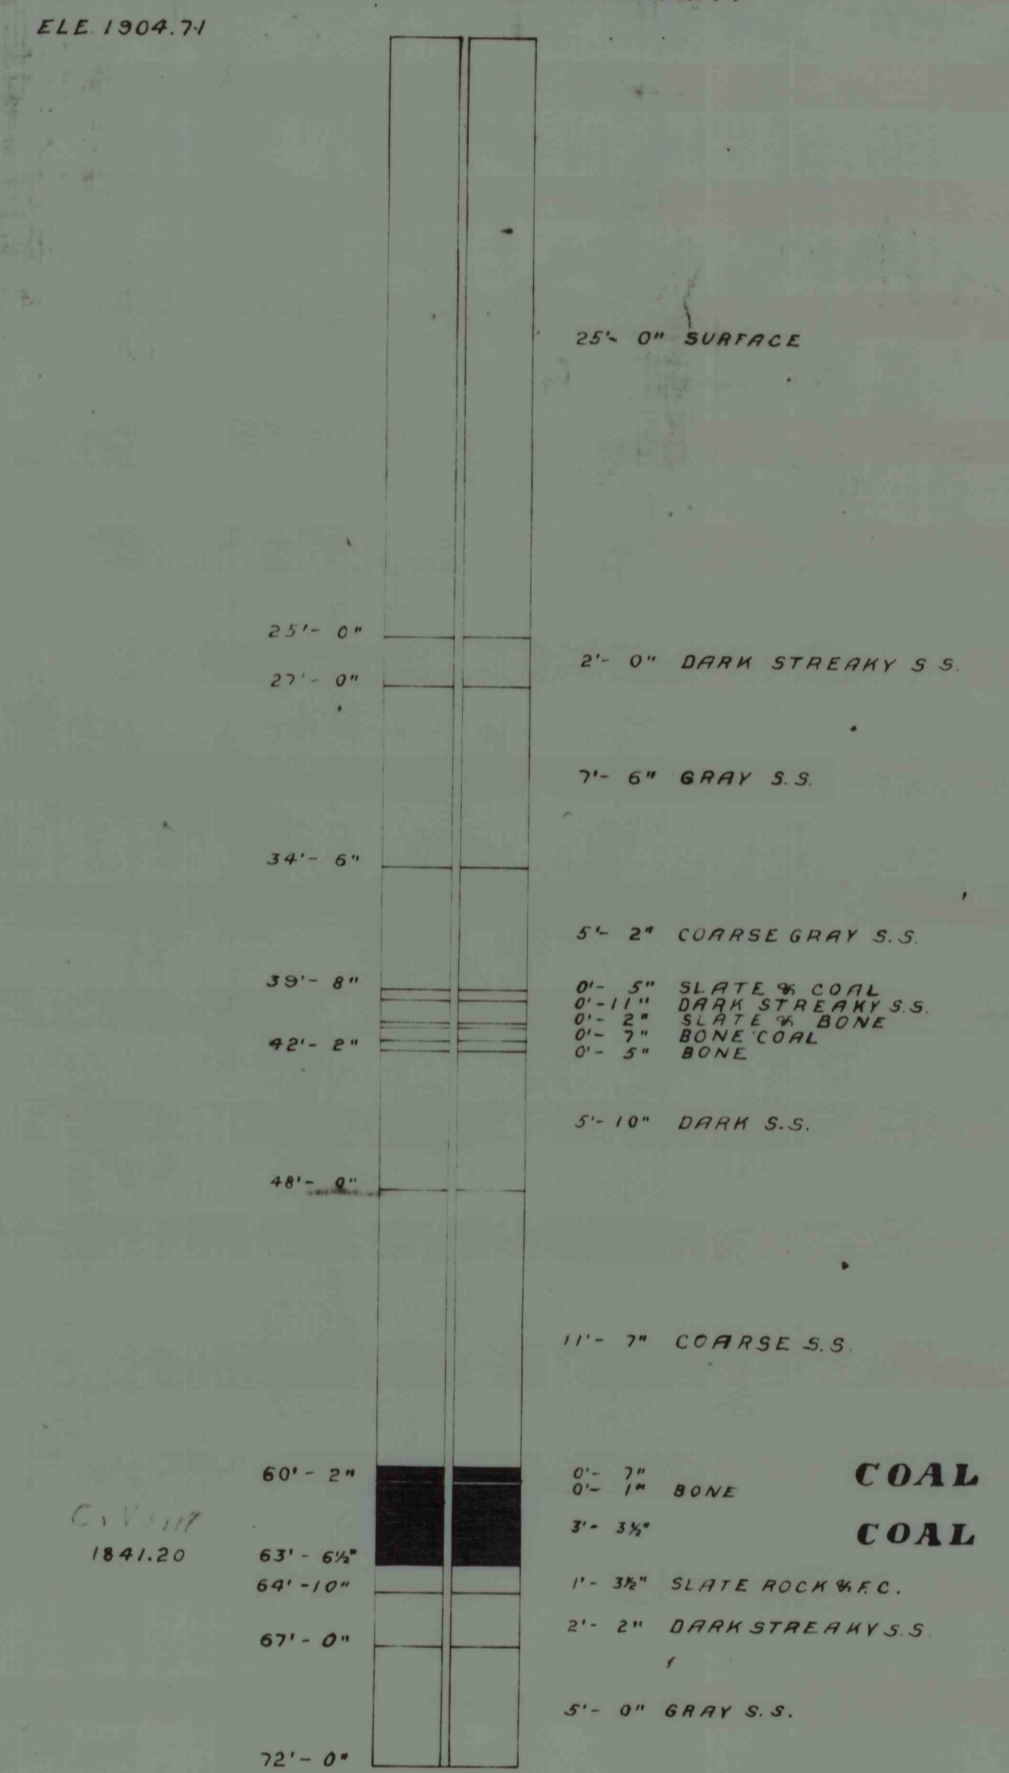 ELE. 1904.71
25'- 0" SURFACE
25'- 0"
2'- 0" DARK STREAKY S S.
27'- 0"
7'- 6" GRAY S.S.
34'- 6"
5'- 2" COARSE GRAY S.S.
39'- 8"
0'- 5" SLATE & COAL
0'- 11" DARK STREAKY S.S.
0'- 2" SLATE & BONE
0'- 7" BONE COAL
42'- 2"
0'- 5" BONE
5'- 10" DARK S.S.
48'- 0"
11'- 7" COARSE S.S.
60'- 2" 0'- 7" COAL
0'- 1" BONE
3'- 3½" COAL
1841.20 63'- 6½"
64'-10" 1'- 3½" SLATE ROCK & F.C.
2'- 2" DARK STREAKY S.S.
67'- 0"
5'- 0" GRAY S.S.
72'- 0"